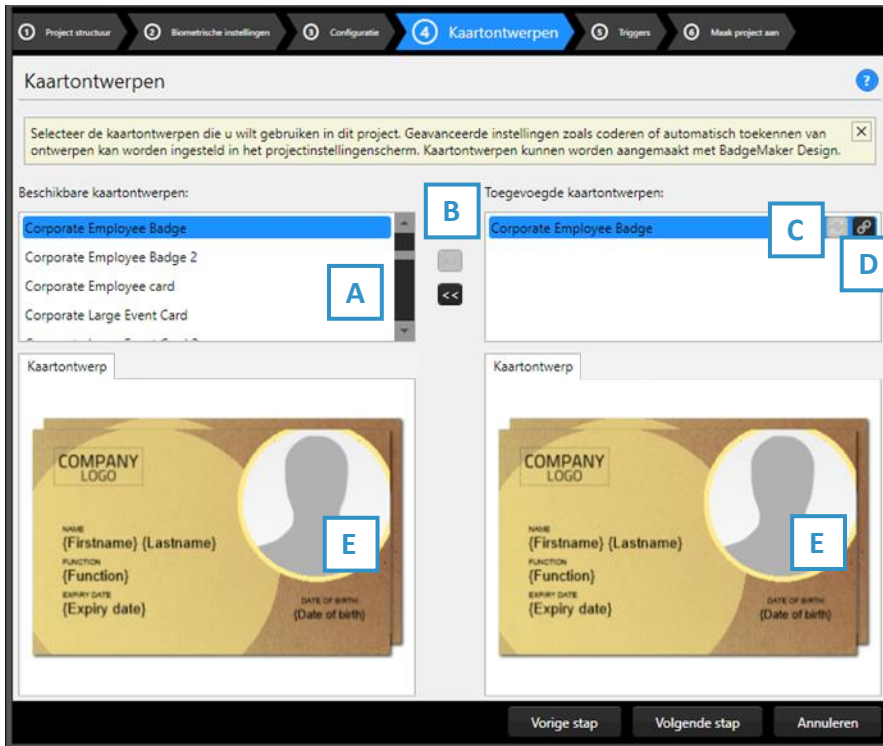 1 Project structuur 2 Biometrische instellingen 3 Configuratie 4 Kaartontwerpen 5 Triggers 6 Maak project aan
Kaartontwerpen ?
Selecteer de kaartontwerpen die u wilt gebruiken in dit project. Geavanceerde instellingen zoals coderen of automatisch toekennen van
ontwerpen kan worden ingesteld in het projectinstellingenscherm. Kaartontwerpen kunnen worden aangemaakt met BadgeMaker Design.
Beschikbare kaartontwerpen:
Corporate Employee Badge
Corporate Employee Badge 2
Corporate Employee card
Corporate Large Event Card
A
B
>>
<<
Toegevoegde kaartontwerpen:
Corporate Employee Badge
C
D
Kaartontwerp
COMPANY
LOGO
NAME
{Firstname} {Lastname}
FUNCTION
{Function}
EXPIRY DATE
{Expiry date}
DATE OF BIRTH:
{Date of birth}
E
Kaartontwerp
COMPANY
LOGO
NAME
{Firstname} {Lastname}
FUNCTION
{Function}
EXPIRY DATE
{Expiry date}
DATE OF BIRTH:
{Date of birth}
E
Vorige stap Volgende stap Annuleren